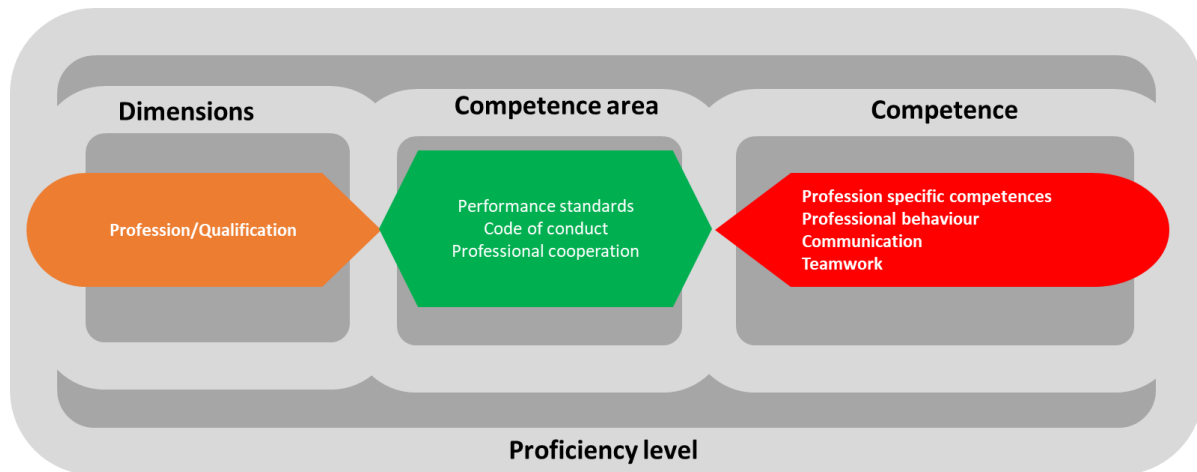 Dimensions
Competence area
Competence
Profession/Qualification
Performance standards
Code of conduct
Professional cooperation
Profession specific competences
Professional behaviour
Communication
Teamwork
Proficiency level